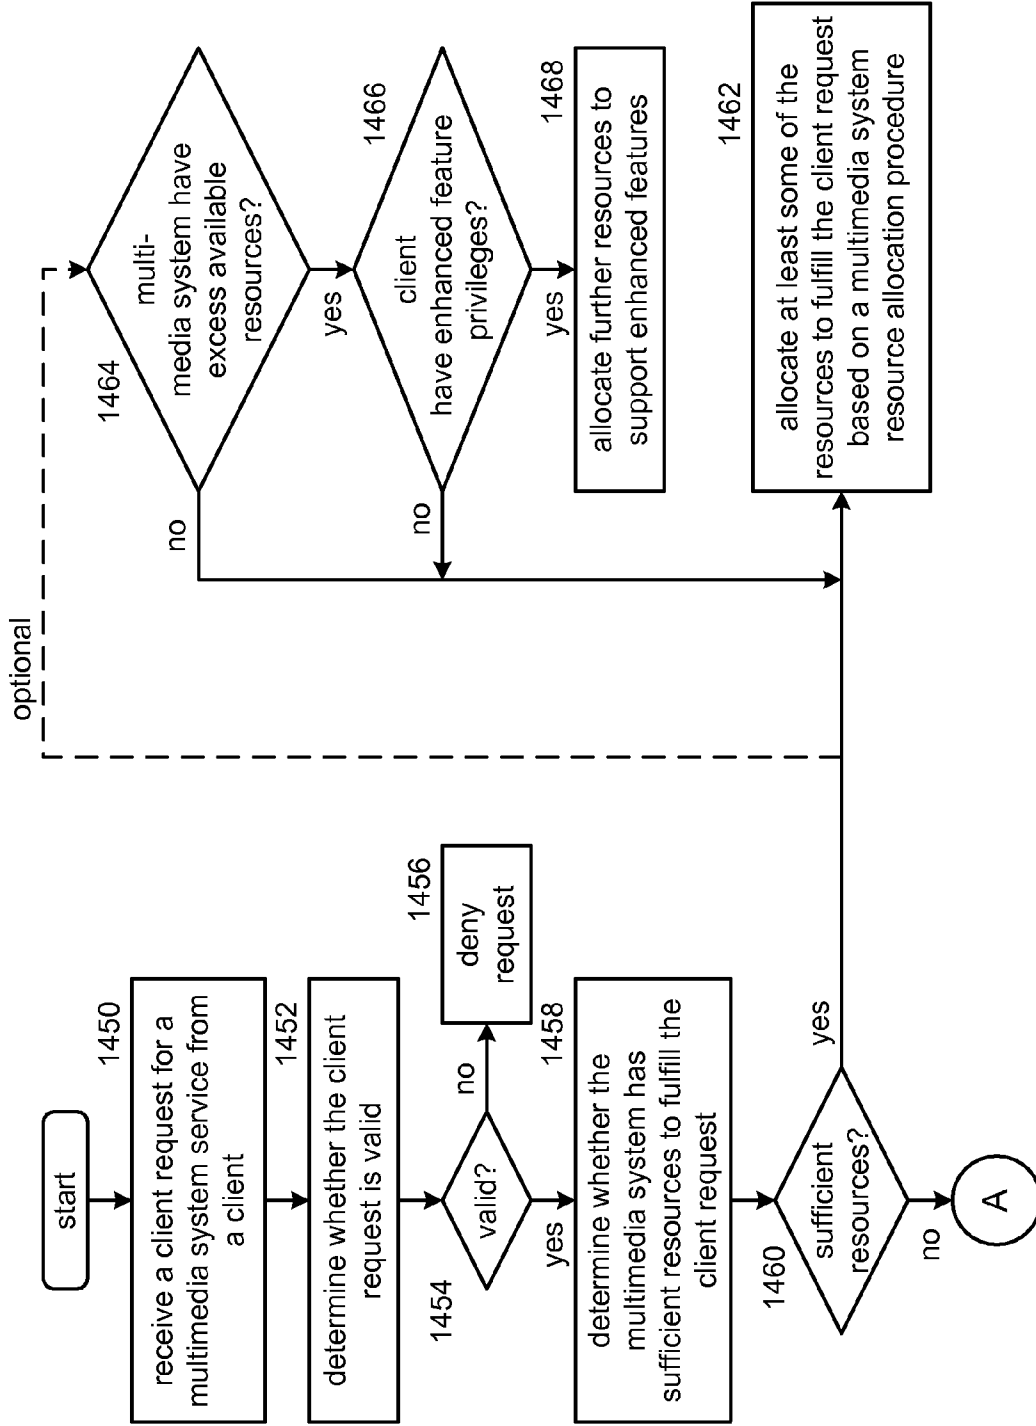 start
1450
receive a client request for a
multimedia system service from
a client
1452
determine whether the client
request is valid
1454
valid?
no
1456
deny
request
yes
1458
determine whether the
multimedia system has
sufficient resources to fulfill the
client request
1460
sufficient
resources?
no
A
yes
optional
1464
multi-
media system have
excess available
resources?
no
yes
1466
client
have enhanced feature
privileges?
no
yes
1468
allocate further resources to
support enhanced features
1462
allocate at least some of the
resources to fulfill the client request
based on a multimedia system
resource allocation procedure